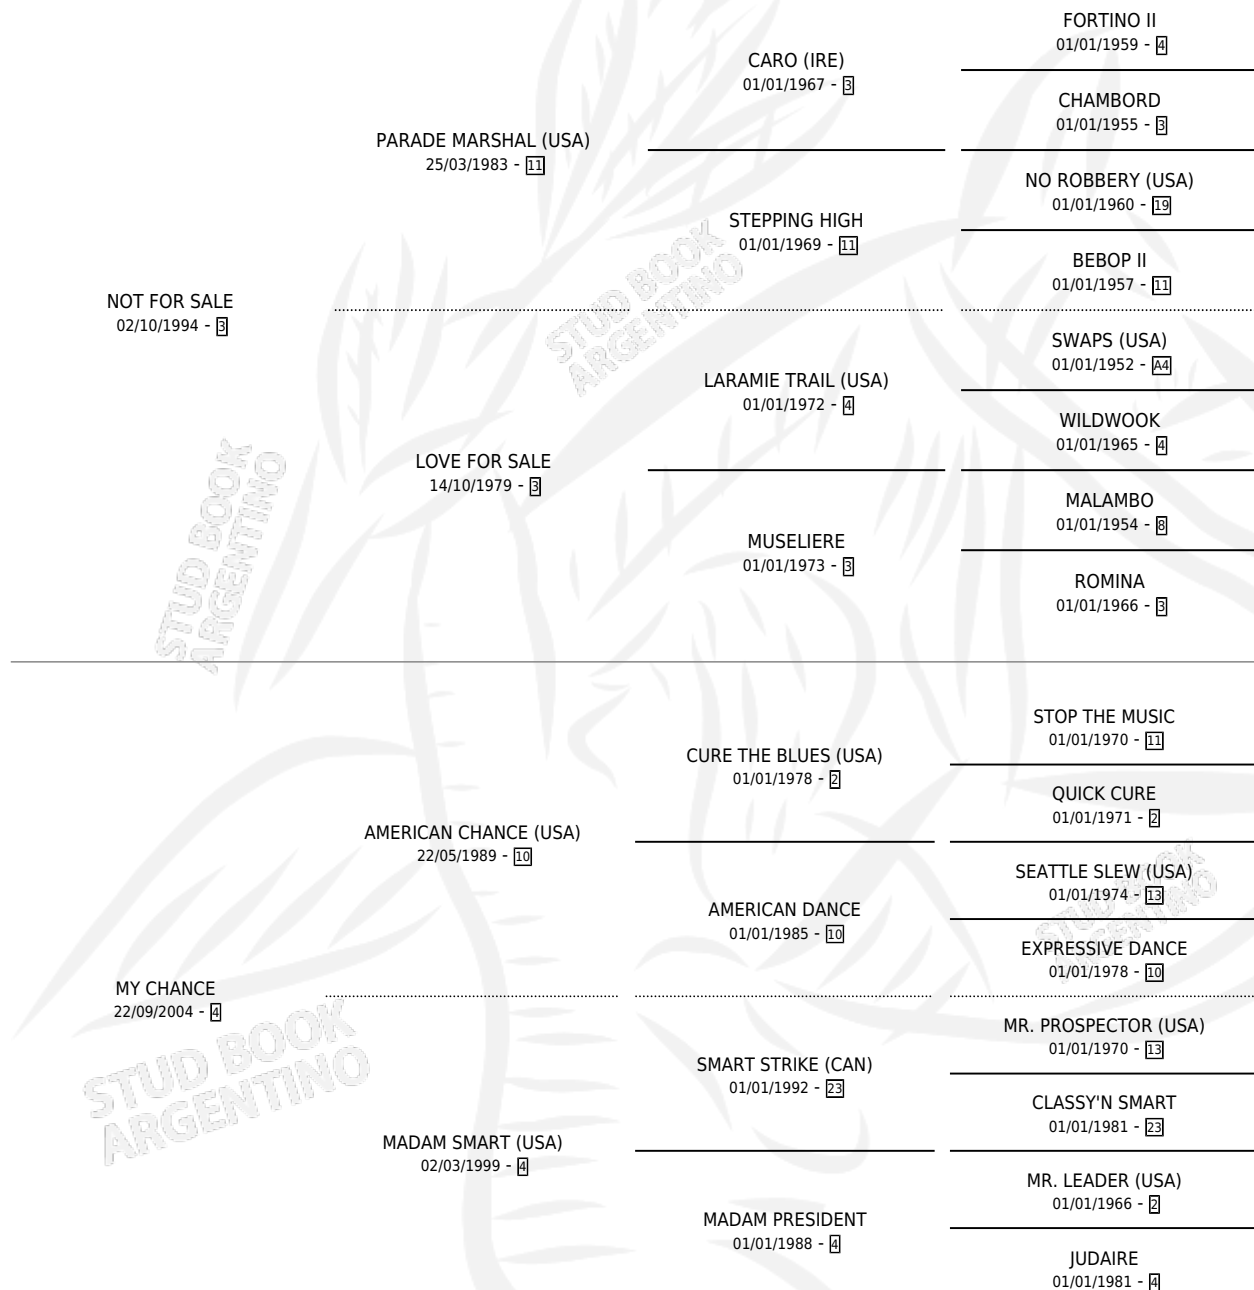 FORTINO II
01/01/1959 - 4
CARO (IRE)
01/01/1967 - 3
CHAMBORD
01/01/1955 - 3
PARADE MARSHAL (USA)
25/03/1983 - 11
NO ROBBERY (USA)
01/01/1960 - 19
STEPPING HIGH
01/01/1969 - 11
BEBOP II
01/01/1957 - 11
NOT FOR SALE
02/10/1994 - 3
SWAPS (USA)
01/01/1952 - A4
LARAMIE TRAIL (USA)
01/01/1972 - 4
WILDWOOK
01/01/1965 - 4
LOVE FOR SALE
14/10/1979 - 3
MALAMBO
01/01/1954 - 8
MUSELIERE
01/01/1973 - 3
ROMINA
01/01/1966 - 3
STOP THE MUSIC
01/01/1970 - 11
CURE THE BLUES (USA)
01/01/1978 - 2
QUICK CURE
01/01/1971 - 2
AMERICAN CHANCE (USA)
22/05/1989 - 10
SEATTLE SLEW (USA)
01/01/1974 - 13
AMERICAN DANCE
01/01/1985 - 10
EXPRESSIVE DANCE
01/01/1978 - 10
MY CHANCE
22/09/2004 - 4
MR. PROSPECTOR (USA)
01/01/1970 - 13
SMART STRIKE (CAN)
01/01/1992 - 23
CLASSY'N SMART
01/01/1981 - 23
MADAM SMART (USA)
02/03/1999 - 4
MR. LEADER (USA)
01/01/1966 - 2
MADAM PRESIDENT
01/01/1988 - 4
JUDAIRE
01/01/1981 - 4
STUD BOOK
ARGENTINO
STUD BOOK
ARGENTINO
STUD BOOK
ARGENTINO
STUD BOOK
ARGENTINO